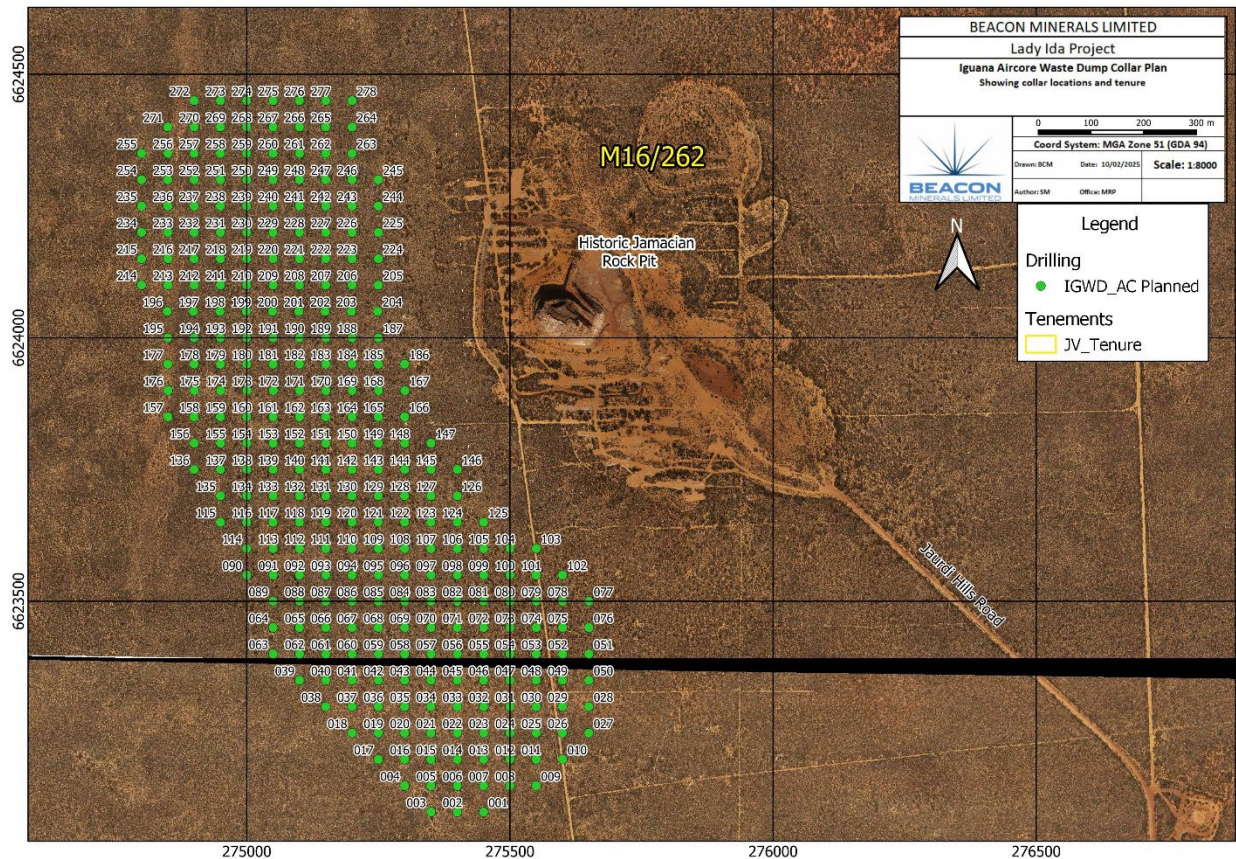 BEACON MINERALS LIMITED
Lady Ida Project
Iguana Aircore Waste Dump Collar Plan
Showing collar locations and tenure
0 100 200 300 m
Coord System: MGA Zone 51 (GDA 94)
Drawn: BCM Date: 10/02/2025 Scale: 1:8000
Author: SM Office: MRP
BEACON
MINERALS LIMITED
N
Legend
Drilling
IGWD_AC Planned
Tenements
JV_Tenure
M16/262
Historic Jamacian
Rock Pit
Jaurdi Hills Road
6624500
6624000
6623500
272 273 274 275 276 277 278
271 270 269 268 267 266 265 264
255 256 257 258 259 260 261 262 263
254 253 252 251 250 249 248 247 246 245
235 236 237 238 239 240 241 242 243 244
234 233 232 231 230 229 228 227 226 225
215 216 217 218 219 220 221 222 223 224
214 213 212 211 210 209 208 207 206 205
196 197 198 199 200 201 202 203 204
195 194 193 192 191 190 189 188 187
177 178 179 180 181 182 183 184 185 186
176 175 174 173 172 171 170 169 168 167
157 158 159 160 161 162 163 164 165 166
156 155 154 153 152 151 150 149 148 147
136 137 138 139 140 141 142 143 144 145 146
135 134 133 132 131 130 129 128 127 126
115 116 117 118 119 120 121 122 123 124 125
114 113 112 111 110 109 108 107 106 105 104 103
090 091 092 093 094 095 096 097 098 099 100 101 102
089 088 087 086 085 084 083 082 081 080 079 078 077
064 065 066 067 068 069 070 071 072 073 074 075 076
063 062 061 060 059 058 057 056 055 054 053 052 051
039 040 041 042 043 044 045 046 047 048 049 050
038 037 036 035 034 033 032 031 030 029 028
018 019 020 021 022 023 024 025 026 027
017 016 015 014 013 012 011 010
004 005 006 007 008 009
003 002 001
275000 275500 276000 276500